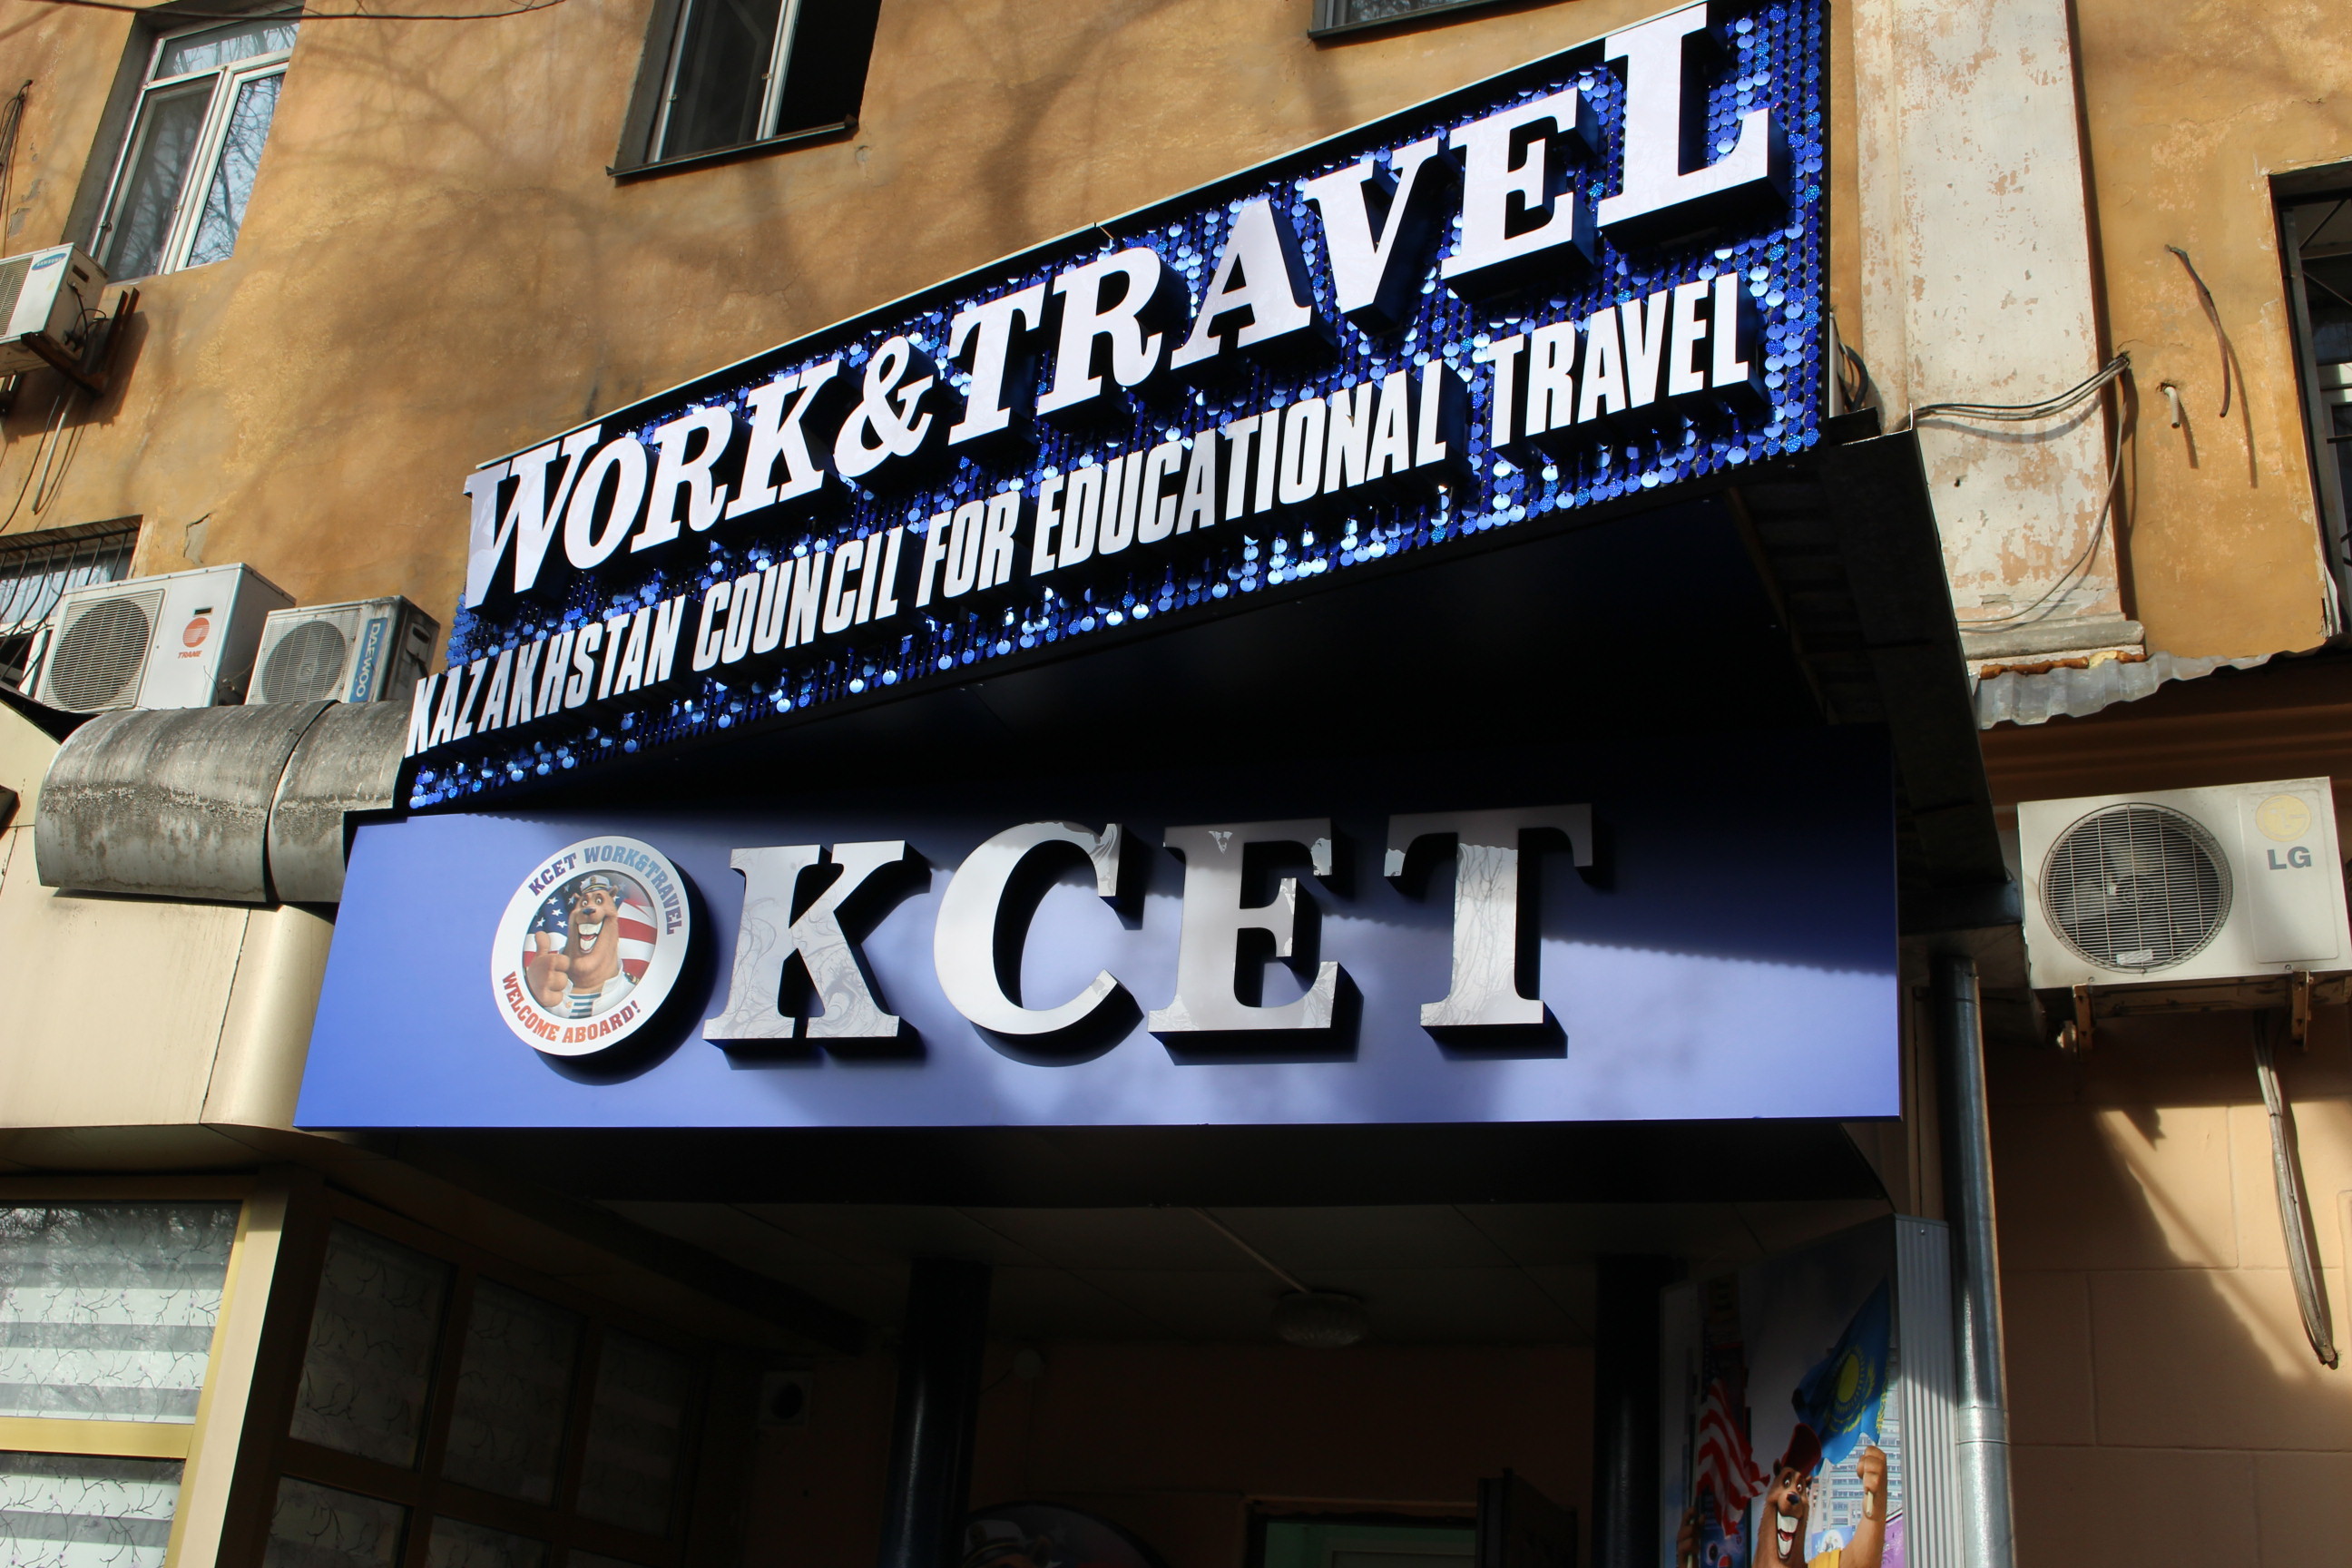 WORK&TRAVEL
KAZAKHSTAN COUNCIL FOR EDUCATIONAL TRAVEL
KCET WORK&TRAVEL
WELCOME ABOARD!
KCET
SAMSUNG
TRANE
DAEWOO
LG